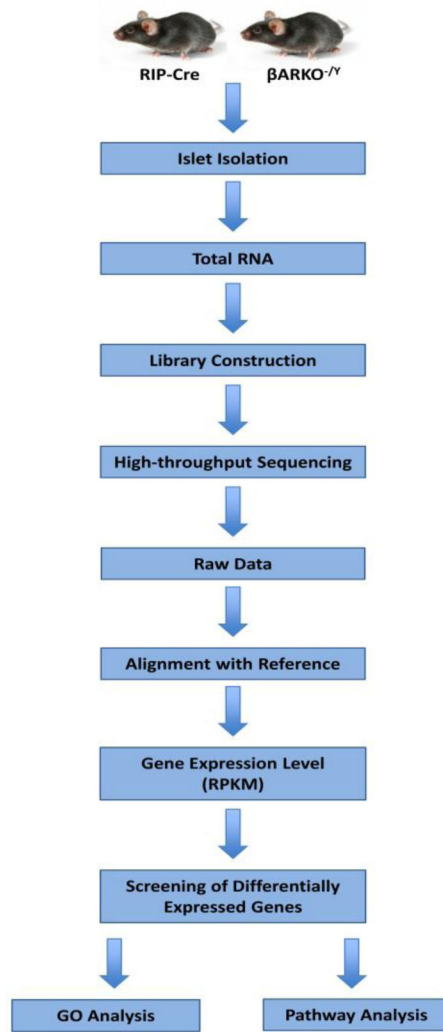 RIP-Cre
βARKO⁻/ʸ
Islet Isolation
Total RNA
Library Construction
High-throughput Sequencing
Raw Data
Alignment with Reference
Gene Expression Level
(RPKM)
Screening of Differentially
Expressed Genes
GO Analysis
Pathway Analysis